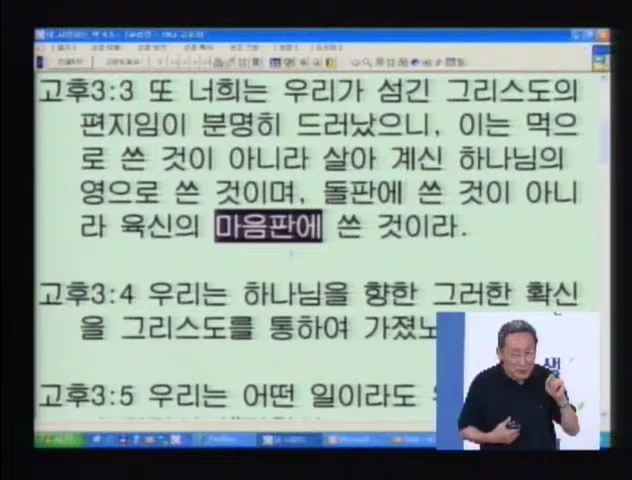 고후3:3 또 너희는 우리가 섬긴 그리스도의
편지임이 분명히 드러났으니, 이는 먹으
로 쓴 것이 아니라 살아 계신 하나님의
영으로 쓴 것이며, 돌판에 쓴 것이 아니
라 육신의 마음판에 쓴 것이라.
고후3:4 우리는 하나님을 향한 그러한 확신
을 그리스도를 통하여 가졌노
고후3:5 우리는 어떤 일이라도
생